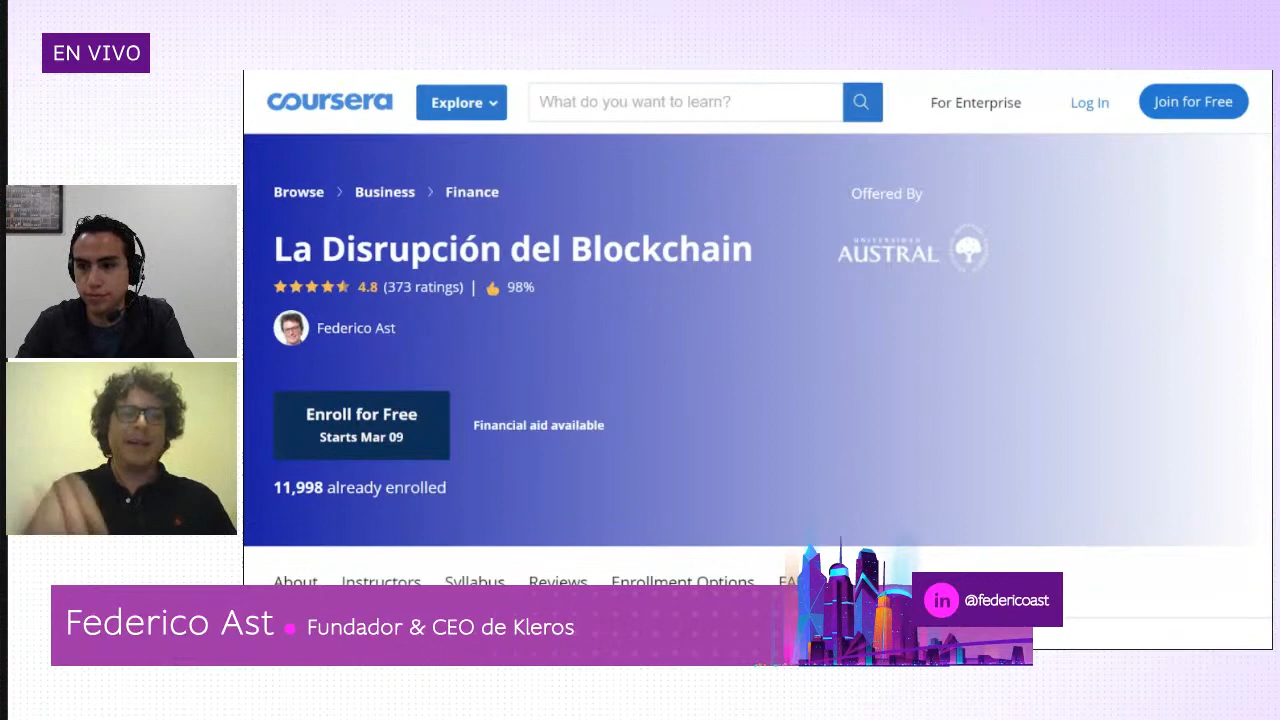 EN VIVO
coursera
Explore
What do you want to learn?
For Enterprise
Log In
Join for Free
Browse > Business > Finance
Offered By
La Disrupción del Blockchain
UNIVERSIDAD
AUSTRAL
4.8 (373 ratings) | 98%
Federico Ast
Enroll for Free
Starts Mar 09
Financial aid available
11,998 already enrolled
About Instructors Syllabus Reviews Enrollment Options
Federico Ast • Fundador & CEO de Kleros
in @federicoast